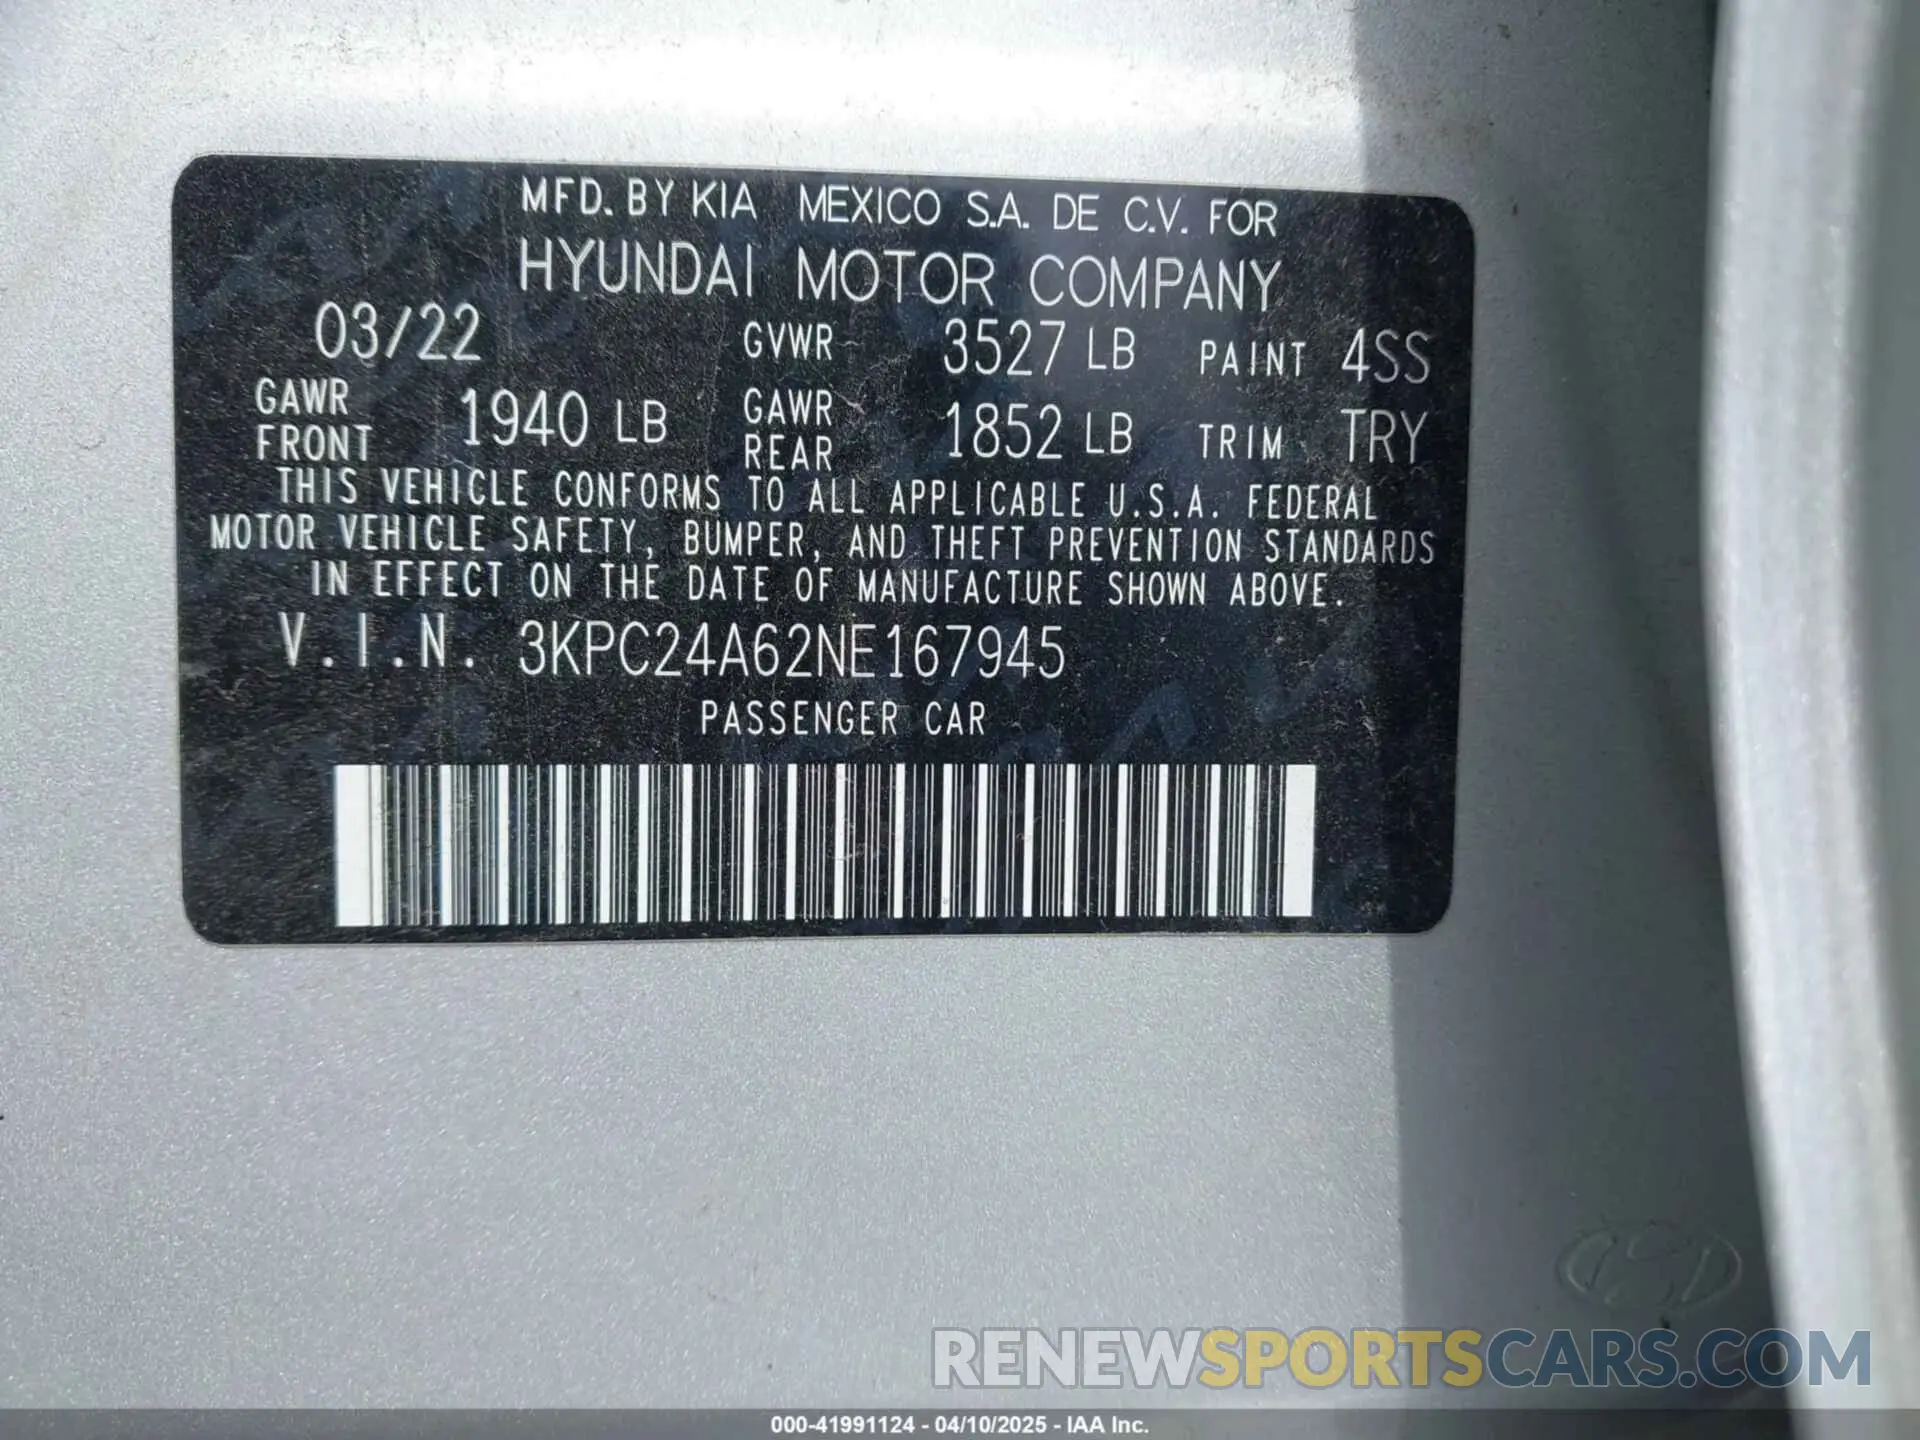 MFD. BY KIA MEXICO S.A. DE C.V. FOR
HYUNDAI MOTOR COMPANY
03/22 GVWR 3527 LB PAINT 4SS
GAWR FRONT 1940 LB GAWR REAR 1852 LB TRIM TRY
THIS VEHICLE CONFORMS TO ALL APPLICABLE U.S.A. FEDERAL
MOTOR VEHICLE SAFETY, BUMPER, AND THEFT PREVENTION STANDARDS
IN EFFECT ON THE DATE OF MANUFACTURE SHOWN ABOVE.
V.I.N. 3KPC24A62NE167945
PASSENGER CAR
RENEWSPORTSCARS.COM
000-41991124 - 04/10/2025 - IAA Inc.